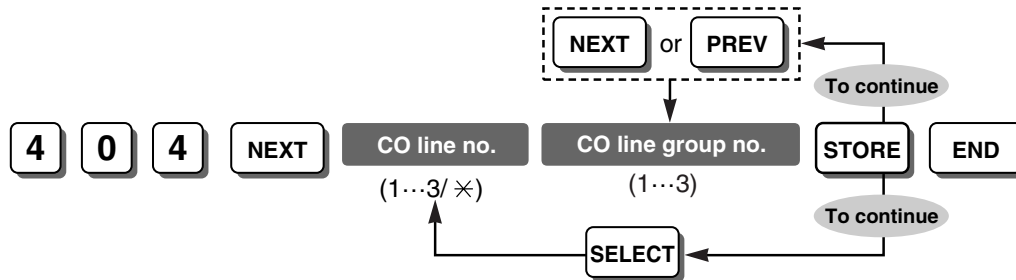 NEXT or PREV
To continue
4 0 4 NEXT CO line no. CO line group no. STORE END
(1···3/ ✳) (1···3)
To continue
SELECT